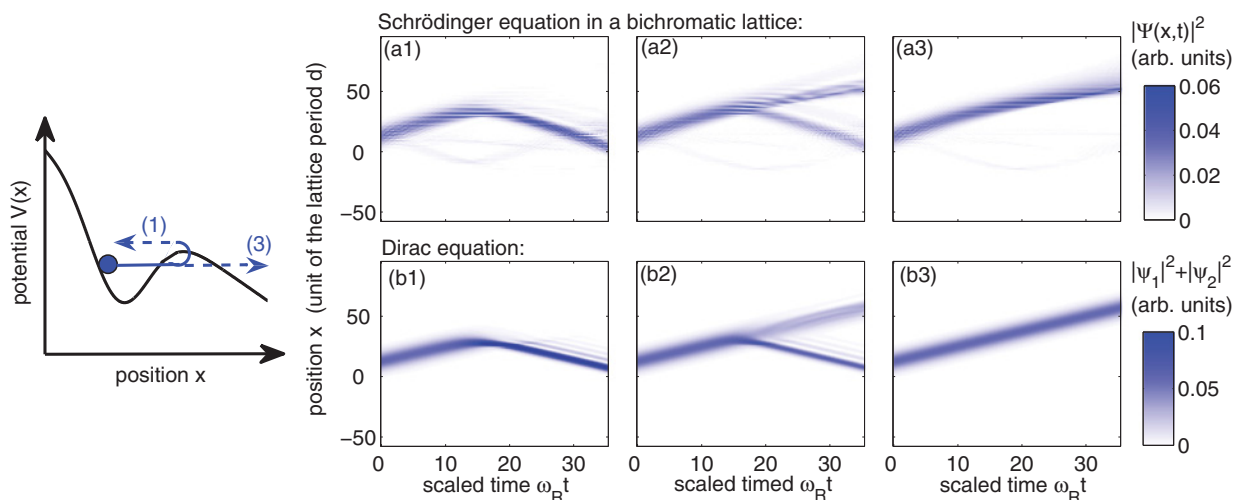 Schrödinger equation in a bichromatic lattice:
(a1)
(a2)
(a3)
|Ψ(x,t)|²
(arb. units)
50
0
−50
0.06
0.04
0.02
0
potential V(x)
(1)
(3)
position x
position x (unit of the lattice period d)
Dirac equation:
(b1)
(b2)
(b3)
|ψ₁|²+|ψ₂|²
(arb. units)
50
0
−50
0.1
0.05
0
0 10 20 30
0 10 20 30
0 10 20 30
scaled time ω_R t
scaled timed ω_R t
scaled time ω_R t